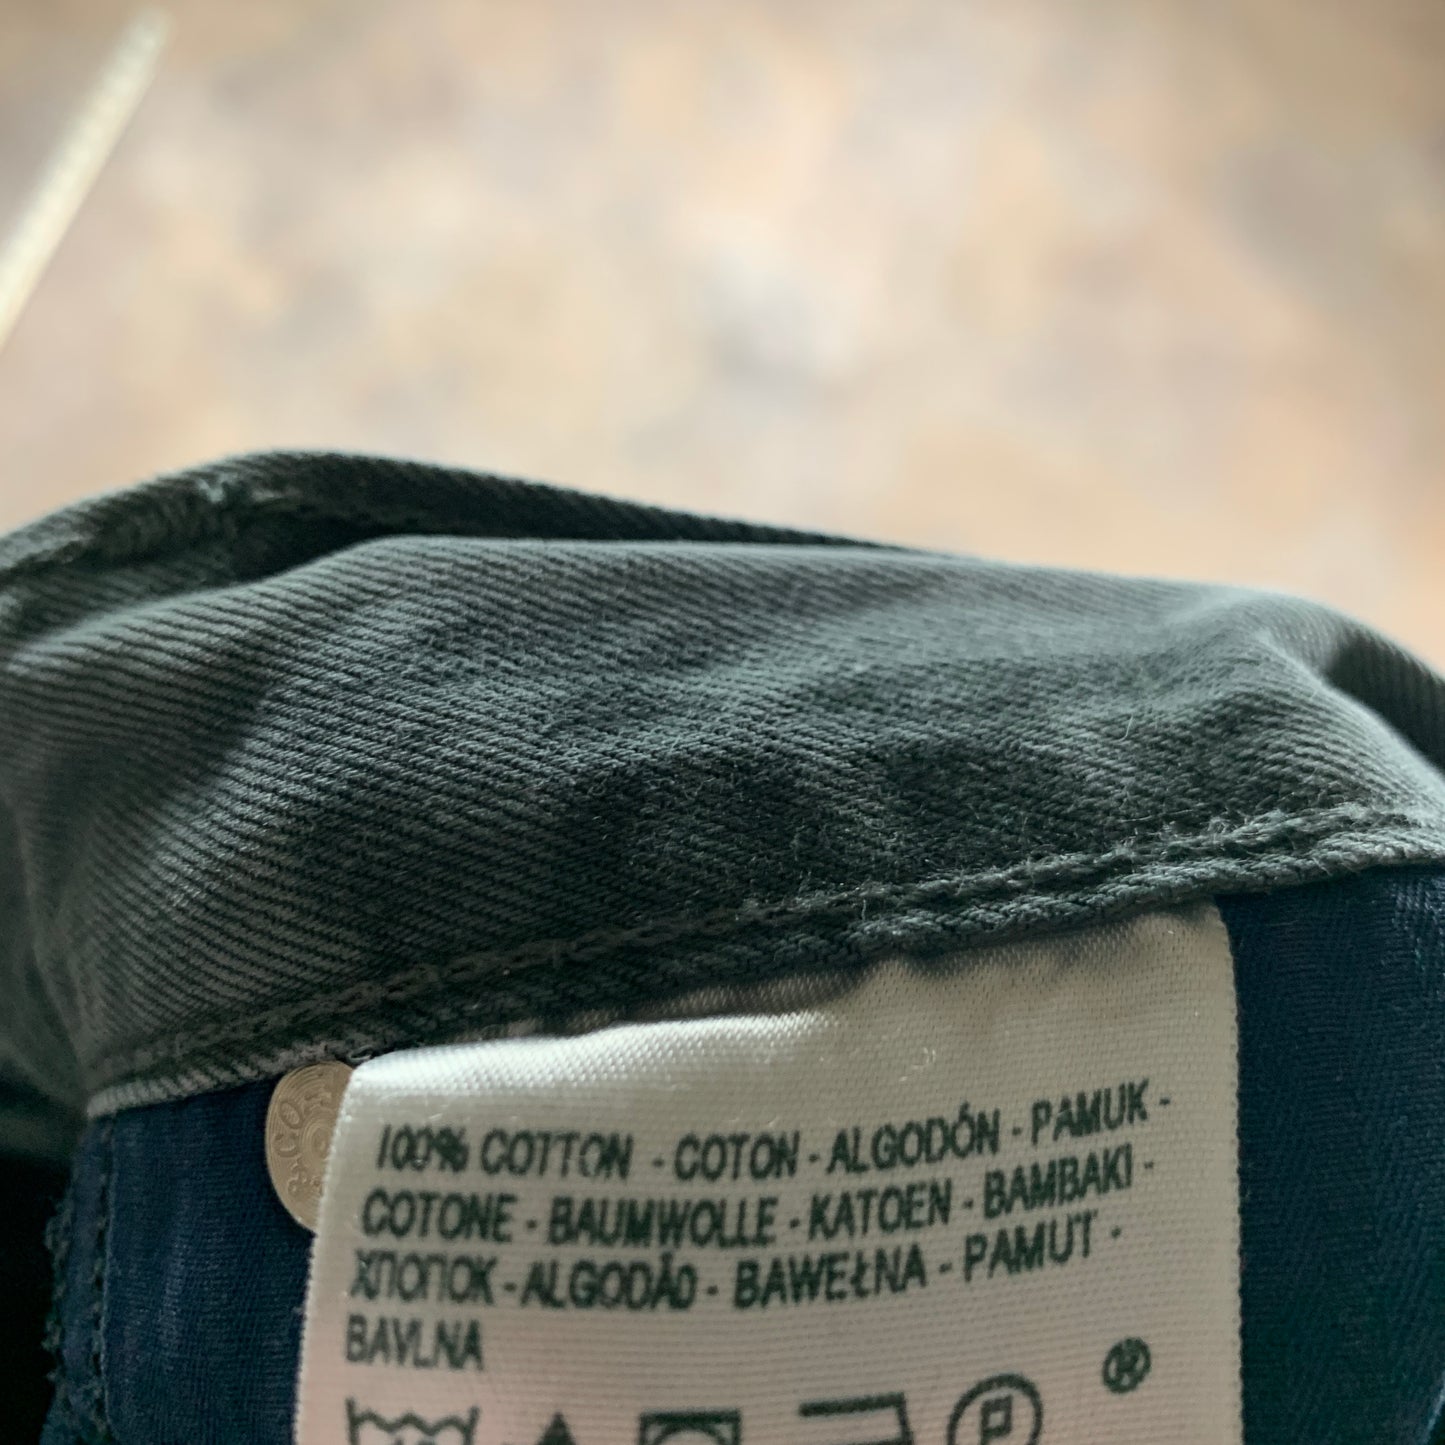 100% COTTON - COTON - ALGODÓN - PAMUK -
COTONE - BAUMWOLLE - KATOEN - BAMBAKI -
ХЛОПОК - ALGODÃO - BAWEŁNA - PAMUT -
BAVLNA
®
P